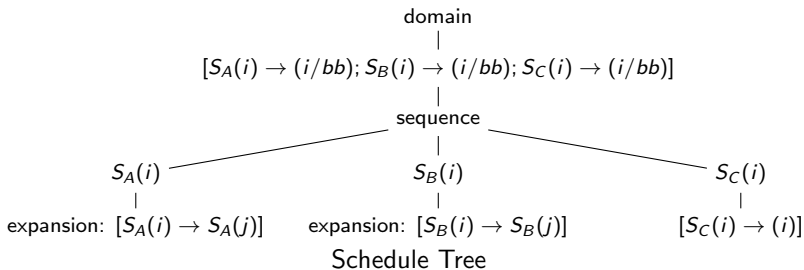 domain
[S_A(i) → (i/bb); S_B(i) → (i/bb); S_C(i) → (i/bb)]
sequence
S_A(i) S_B(i) S_C(i)
expansion: [S_A(i) → S_A(j)] expansion: [S_B(i) → S_B(j)] [S_C(i) → (i)]
Schedule Tree